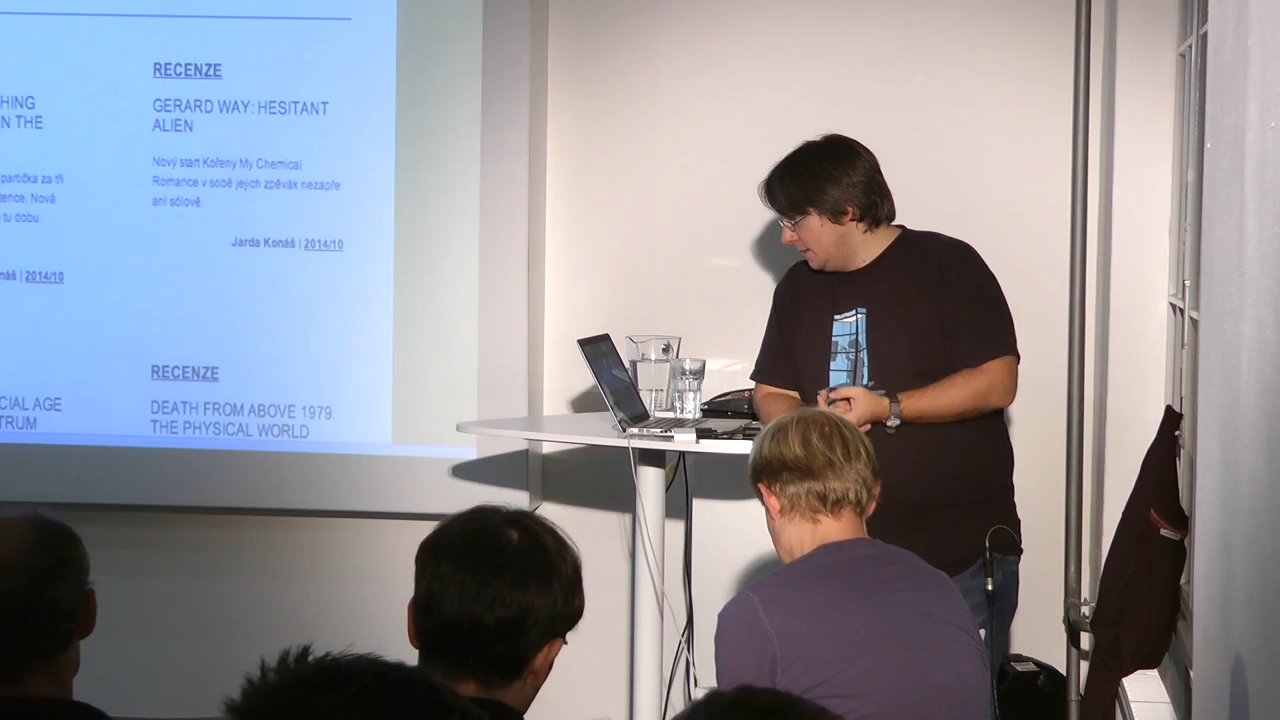 HING
N THE
partička za tři
tence. Nová
tu dobu
náš | 2014/10
CIAL AGE
TRUM
RECENZE
GERARD WAY: HESITANT
ALIEN
Nový start Kořeny My Chemical
Romance v sobě jejich zpěvák nezapře
ani sólově.
Jarda Konáš | 2014/10
RECENZE
DEATH FROM ABOVE 1979.
THE PHYSICAL WORLD